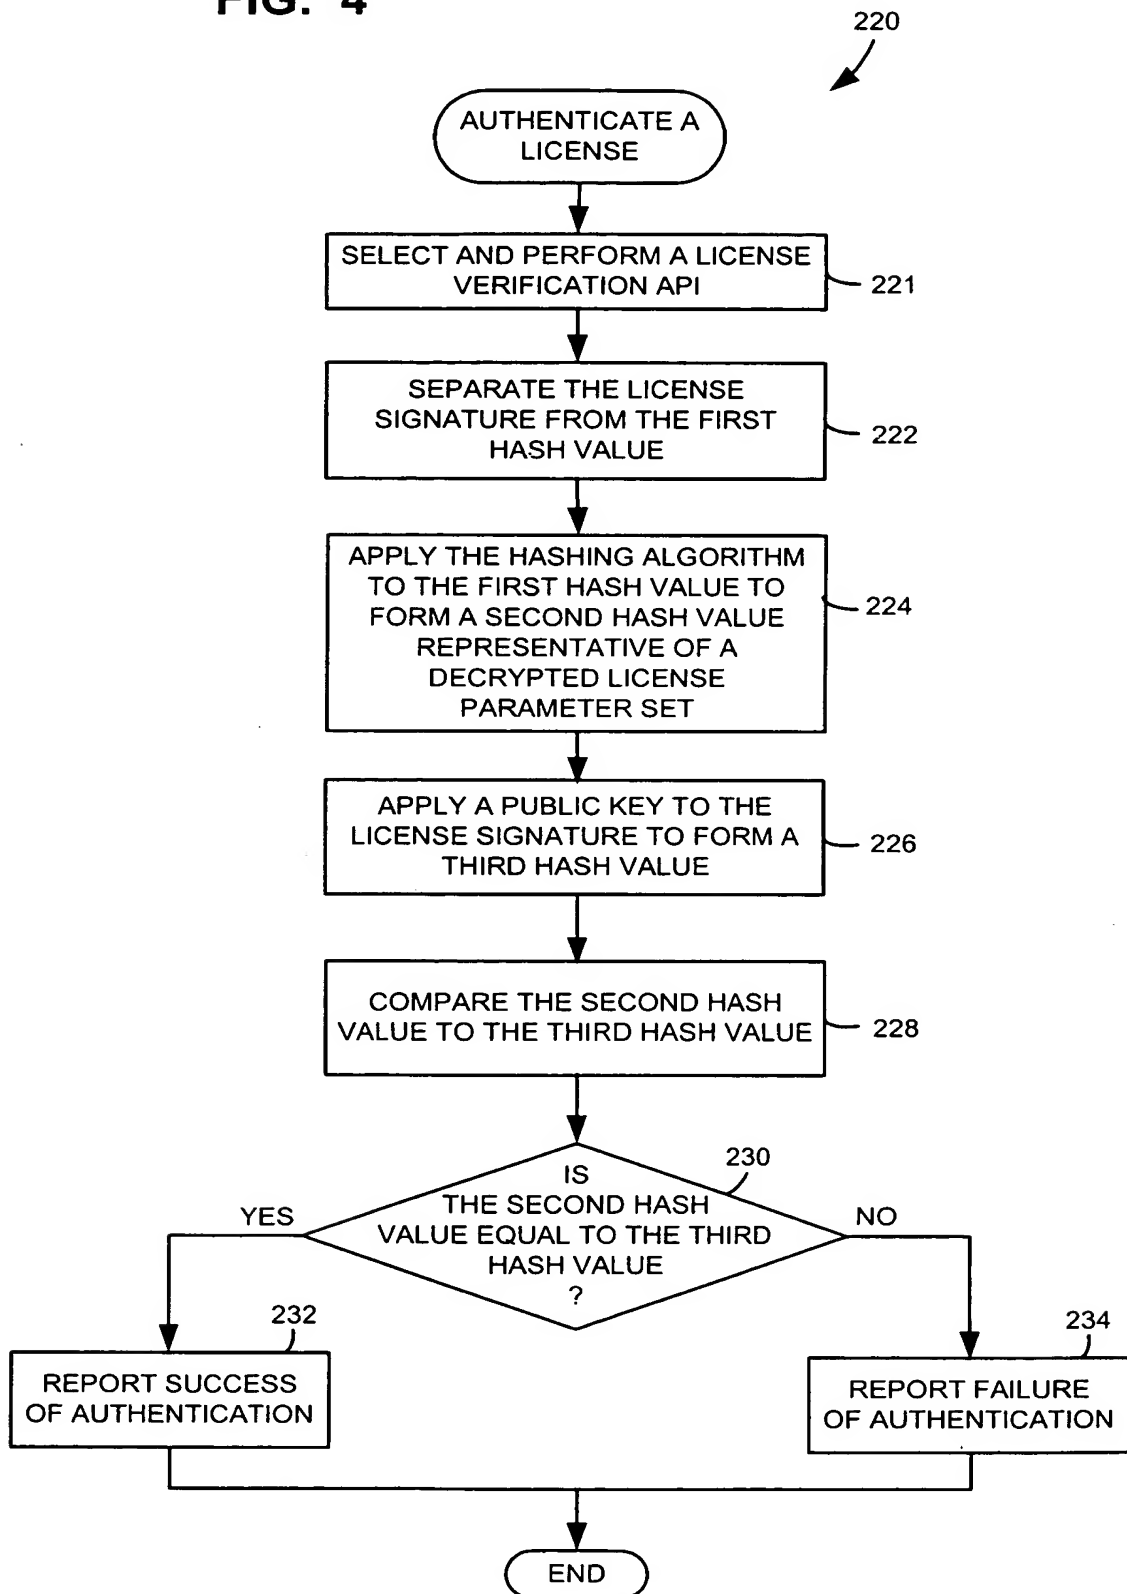 FIG. 4
220
AUTHENTICATE A
LICENSE
SELECT AND PERFORM A LICENSE
VERIFICATION API
221
SEPARATE THE LICENSE
SIGNATURE FROM THE FIRST
HASH VALUE
222
APPLY THE HASHING ALGORITHM
TO THE FIRST HASH VALUE TO
FORM A SECOND HASH VALUE
REPRESENTATIVE OF A
DECRYPTED LICENSE
PARAMETER SET
224
APPLY A PUBLIC KEY TO THE
LICENSE SIGNATURE TO FORM A
THIRD HASH VALUE
226
COMPARE THE SECOND HASH
VALUE TO THE THIRD HASH VALUE
228
230
IS
THE SECOND HASH
VALUE EQUAL TO THE THIRD
HASH VALUE
?
YES
NO
232
REPORT SUCCESS
OF AUTHENTICATION
234
REPORT FAILURE
OF AUTHENTICATION
END